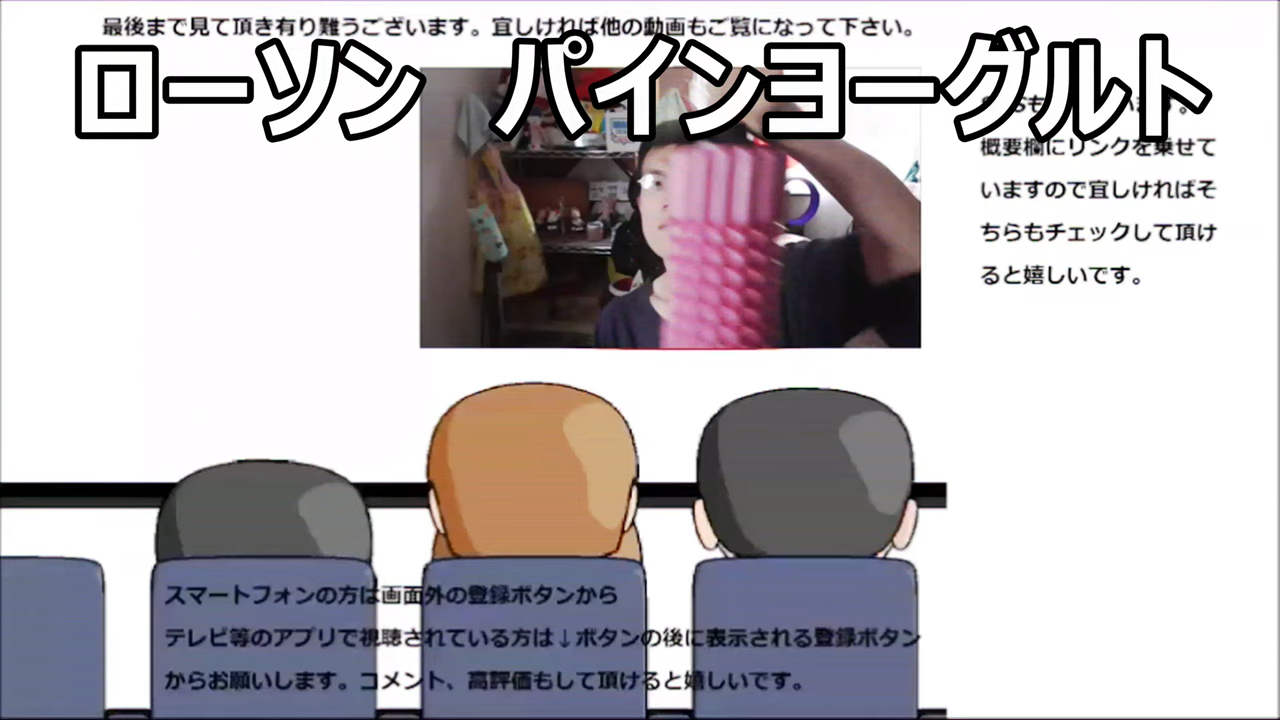 最後まで見て頂き有り難うございます。宜しければ他の動画もご覧になって下さい。
ローソン　パインヨーグルト
概要欄にリンクを乗せて
いますので宜しければそ
ちらもチェックして頂け
ると嬉しいです。
スマートフォンの方は画面外の登録ボタンから
テレビ等のアプリで視聴されている方は↓ボタンの後に表示される登録ボタン
からお願いします。コメント、高評価もして頂けると嬉しいです。